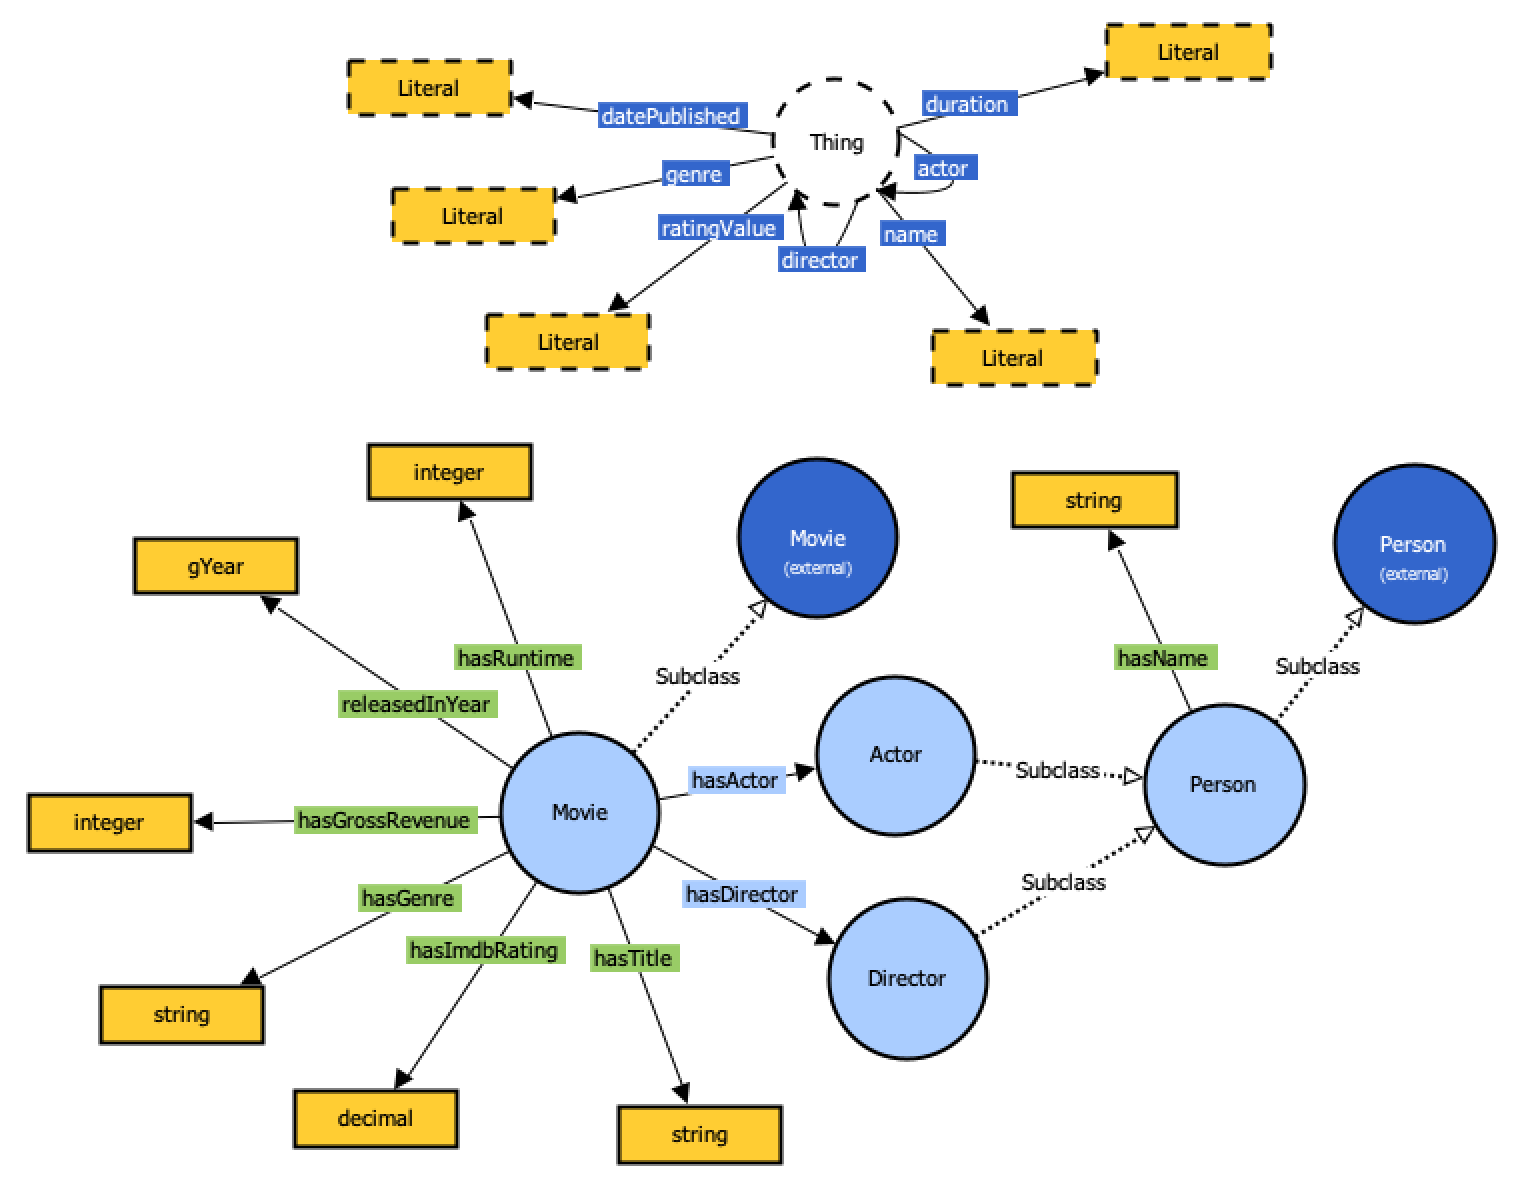 Literal
Literal
duration
datePublished
Thing
actor
genre
Literal
ratingValue
name
director
Literal
Literal
integer
string
Movie
(external)
Person
(external)
gYear
hasRuntime
hasName
Subclass
Subclass
releasedInYear
Actor
hasActor
Subclass
Person
Movie
integer
hasGrossRevenue
Subclass
hasGenre
hasDirector
hasImdbRating
hasTitle
Director
string
decimal
string